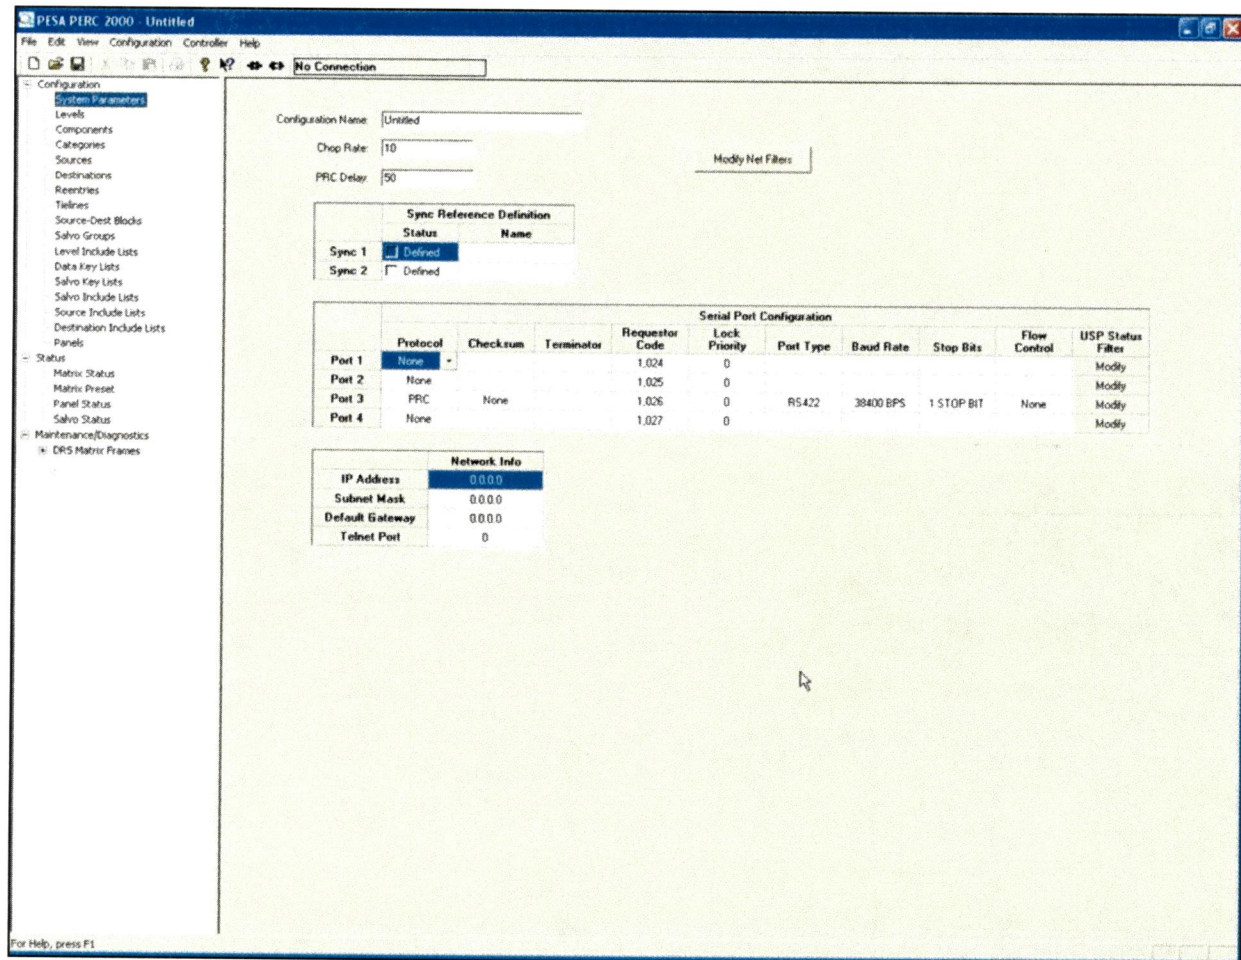 PESA PERC 2000 - Untitled
File Edit View Configuration Controller Help
No Connection
Configuration
System Parameters
Levels
Components
Categories
Sources
Destinations
Reentries
Tielines
Source-Dest Blocks
Salvo Groups
Level Include Lists
Data Key Lists
Salvo Key Lists
Salvo Include Lists
Source Include Lists
Destination Include Lists
Panels
Status
Matrix Status
Matrix Preset
Panel Status
Salvo Status
Maintenance/Diagnostics
DRS Matrix Frames
Configuration Name: Untitled
Chop Rate: 10
PRC Delay: 50
Modify Net Filters
Sync Reference Definition
Status Name
Sync 1 Defined
Sync 2 Defined
Serial Port Configuration
Protocol Checksum Terminator Requestor Code Lock Priority Port Type Baud Rate Stop Bits Flow Control USP Status Filter
Port 1 None 1,024 0 Modify
Port 2 None 1,025 0 Modify
Port 3 PRC None 1,026 0 RS422 38400 BPS 1 STOP BIT None Modify
Port 4 None 1,027 0 Modify
Network Info
IP Address 0.0.0.0
Subnet Mask 0.0.0.0
Default Gateway 0.0.0.0
Telnet Port 0
For Help, press F1